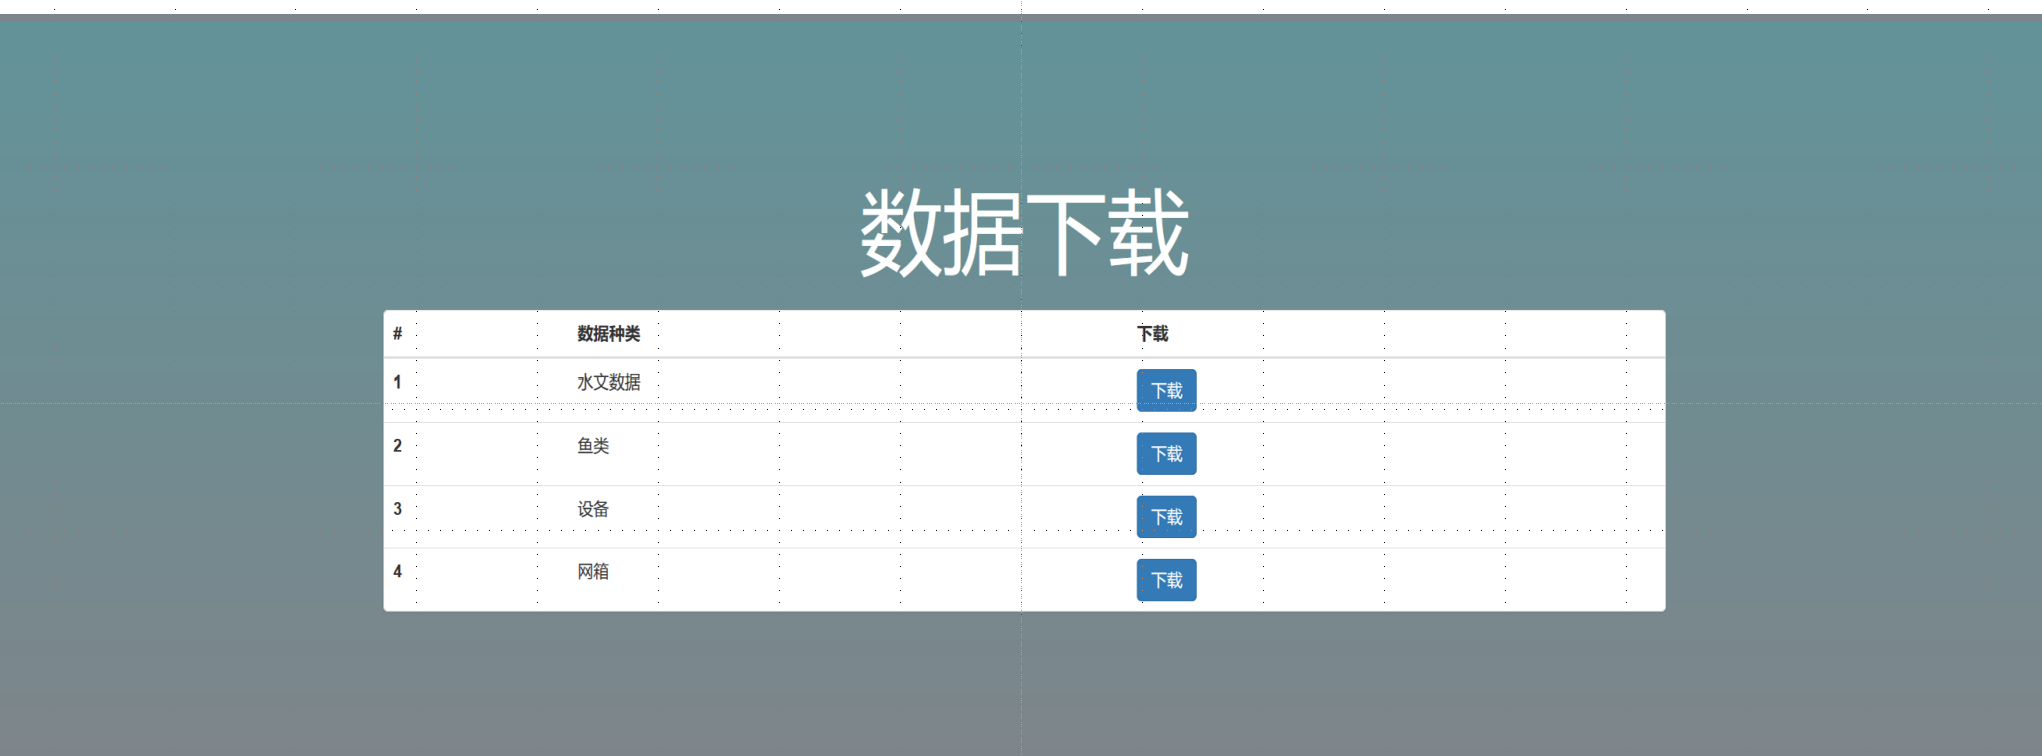 数据下载
# 数据种类 下载
1 水文数据 下载
2 鱼类 下载
3 设备 下载
4 网箱 下载